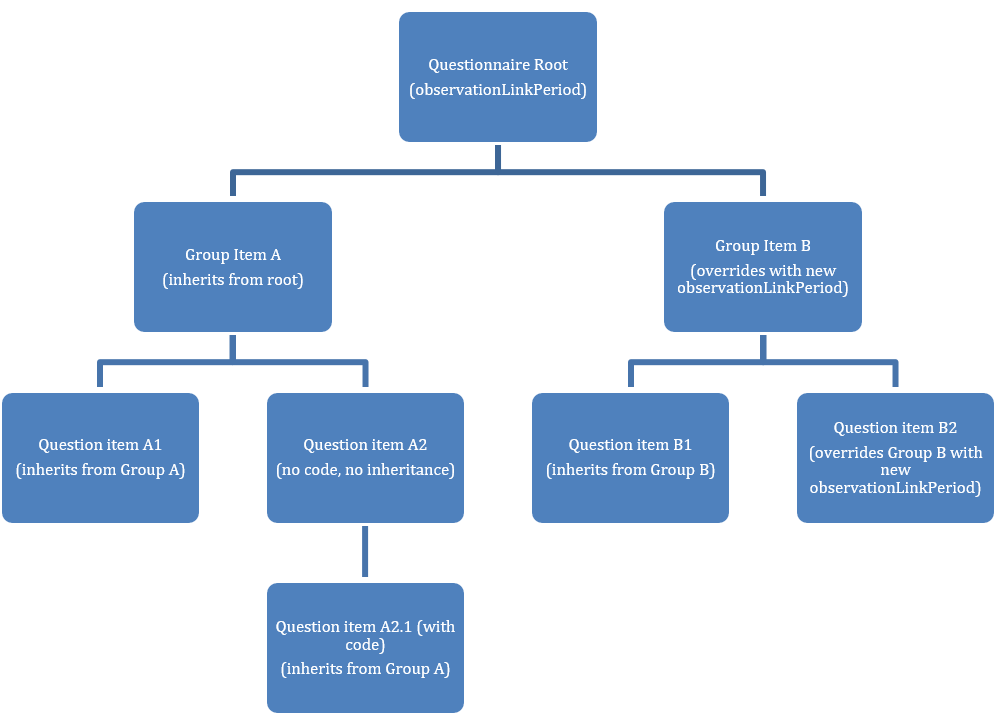 Questionnaire Root
(observationLinkPeriod)
Group Item A
(inherits from root)
Group Item B
(overrides with new
observationLinkPeriod)
Question item A1
(inherits from Group A)
Question item A2
(no code, no inheritance)
Question item B1
(inherits from Group B)
Question item B2
(overrides Group B with
new
observationLinkPeriod)
Question item A2.1 (with
code)
(inherits from Group A)